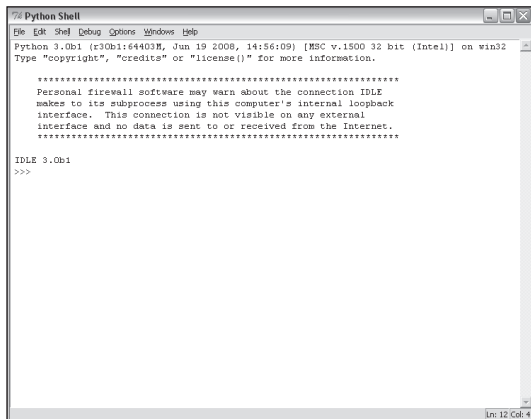 Python Shell
File Edit Shell Debug Options Windows Help
Python 3.0b1 (r30b1:64403M, Jun 19 2008, 14:56:09) [MSC v.1500 32 bit (Intel)] on win32
Type "copyright", "credits" or "license()" for more information.
****************************************************************
Personal firewall software may warn about the connection IDLE
makes to its subprocess using this computer's internal loopback
interface.  This connection is not visible on any external
interface and no data is sent to or received from the Internet.
****************************************************************
IDLE 3.0b1
>>>
Ln: 12 Col: 4